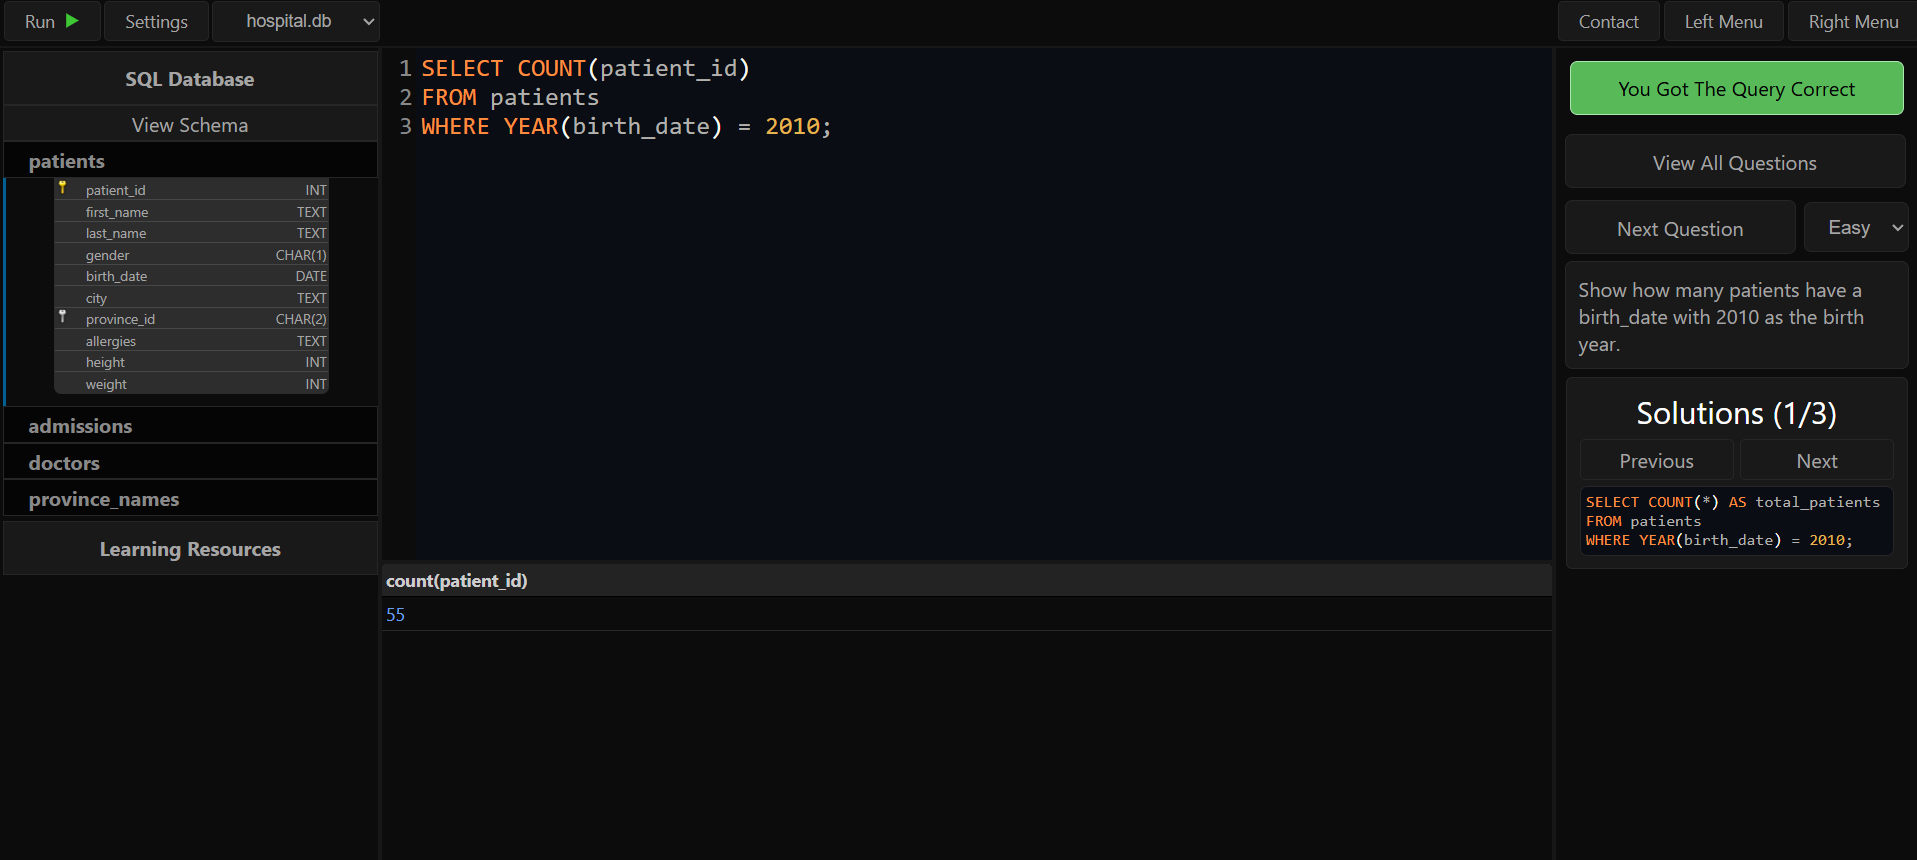 Run
Settings
hospital.db
Contact
Left Menu
Right Menu
SQL Database
View Schema
patients
patient_id INT
first_name TEXT
last_name TEXT
gender CHAR(1)
birth_date DATE
city TEXT
province_id CHAR(2)
allergies TEXT
height INT
weight INT
admissions
doctors
province_names
Learning Resources
1 SELECT COUNT(patient_id)
2 FROM patients
3 WHERE YEAR(birth_date) = 2010;
count(patient_id)
55
You Got The Query Correct
View All Questions
Next Question
Easy
Show how many patients have a
birth_date with 2010 as the birth
year.
Solutions (1/3)
Previous
Next
SELECT COUNT(*) AS total_patients
FROM patients
WHERE YEAR(birth_date) = 2010;